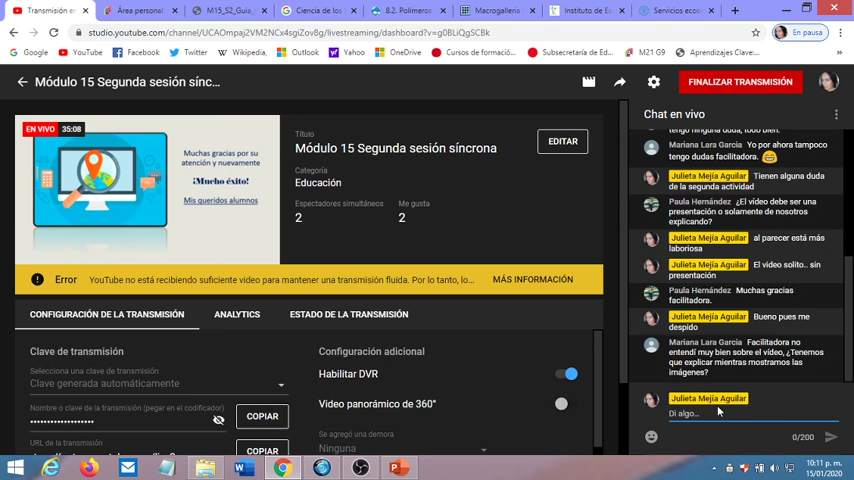 Transmisión en
Área personal
M15_S2_Guia_
Ciencia de los
8.2. Polímeros
Macrogalleria
Instituto de Ec
Servicios ecos
studio.youtube.com/channel/UCAOmpaj2VM2NCx4sgiZov8g/livestreaming/dashboard?v=g0BLiQgSCBk
En pausa
Google
YouTube
Facebook
Twitter
Wikipedia,
Outlook
Yahoo
OneDrive
Cursos de formació...
Subsecretaría de Ed...
M21 G9
Aprendizajes Clave:...
Módulo 15 Segunda sesión sínc...
FINALIZAR TRANSMISIÓN
EN VIVO 35:08
Muchas gracias por su
atención y nuevamente
¡Mucho éxito!
Mis queridos alumnos
Título
Módulo 15 Segunda sesión síncrona
EDITAR
Categoría
Educación
Espectadores simultáneos
Me gusta
2
2
Error
YouTube no está recibiendo suficiente video para mantener una transmisión fluida. Por lo tanto, lo...
MÁS INFORMACIÓN
CONFIGURACIÓN DE LA TRANSMISIÓN
ANALYTICS
ESTADO DE LA TRANSMISIÓN
Clave de transmisión
Selecciona una clave de transmisión
Clave generada automáticamente
Nombre o clave de la transmisión (pegar en el codificador)
••••••••••••••••••
COPIAR
URL de la transmisión
COPIAR
Configuración adicional
Habilitar DVR
Video panorámico de 360°
Se agregó una demora
Ninguna
Chat en vivo
tengo ninguna duda, todo bien.
Mariana Lara Garcia Yo por ahora tampoco
tengo dudas facilitadora.
Julieta Mejía Aguilar Tienen alguna duda
de la segunda actividad
Paula Hernández ¿El vídeo debe ser una
presentación o solamente de nosotros
explicando?
Julieta Mejía Aguilar al parecer está más
laboriosa
Julieta Mejía Aguilar El video solito.. sin
presentación
Paula Hernández Muchas gracias
facilitadora.
Julieta Mejía Aguilar Bueno pues me
despido
Mariana Lara Garcia Facilitadora no
entendí muy bien sobre el vídeo, ¿Tenemos
que explicar mientras mostramos las
imágenes?
Julieta Mejía Aguilar
Di algo...
0/200
10:11 p. m.
15/01/2020